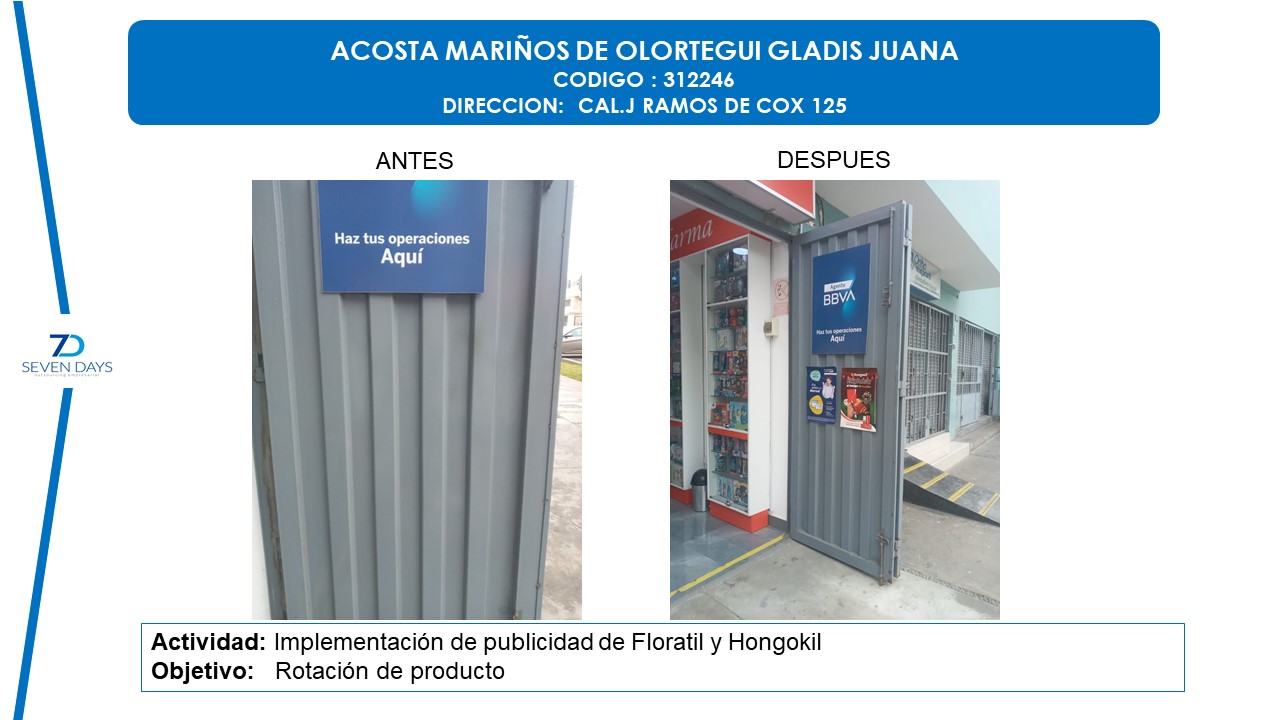 ACOSTA MARIÑOS DE OLORTEGUI GLADIS JUANA
CODIGO : 312246
DIRECCION: CAL.J RAMOS DE COX 125
ANTES
DESPUES
Haz tus operaciones
Aquí
arma
Agente
BBVA
Haz tus operaciones
Aquí
7D
SEVEN DAYS
Actividad: Implementación de publicidad de Floratil y Hongokil
Objetivo: Rotación de producto